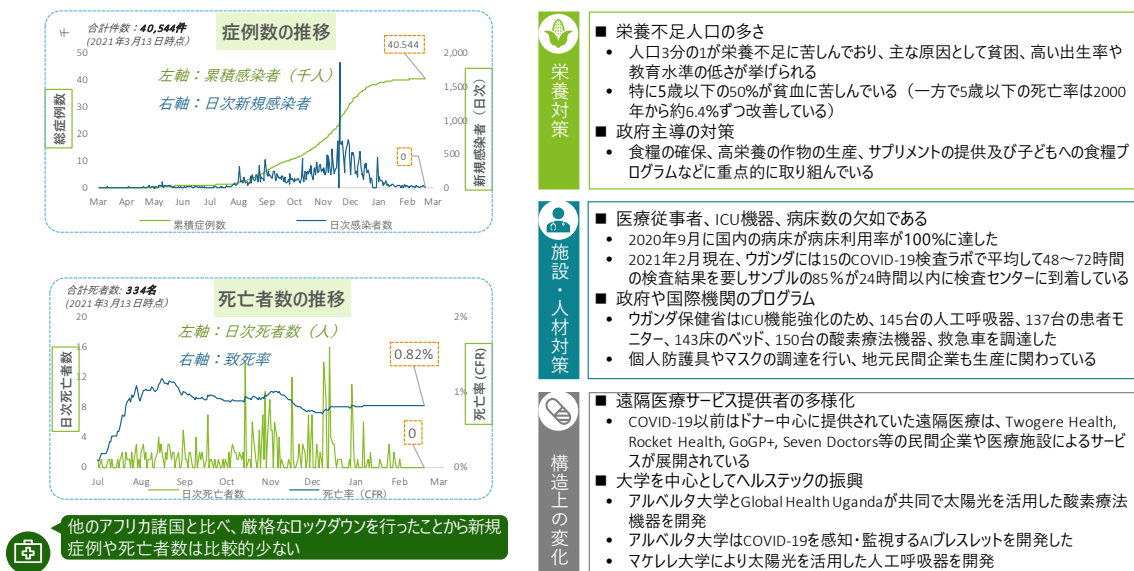 千
合計件数：40,544件
(2021年3月13日時点)
症例数の推移
左軸：累積感染者（千人）
右軸：日次新規感染者
総症例数
50
40
30
20
10
0
40.544
0
2,000
1,500
1,000
500
0
新規感染者（日次）
Mar Apr May Jun Jul Aug Sep Oct Nov Dec Jan Feb Mar
累積症例数
日次感染者数
合計死者数: 334名
(2021年3月13日時点)
死亡者数の推移
左軸：日次死者数（人）
右軸：致死率
日次死亡者数
20
16
12
8
4
0
0.82%
0
2%
1%
0%
死亡率(CFR)
Jul Aug Sep Oct Nov Dec Jan Feb Mar
日次死亡者数
死亡率（CFR）
他のアフリカ諸国と比べ、厳格なロックダウンを行ったことから新規
症例や死亡者数は比較的少ない
栄養対策
■ 栄養不足人口の多さ
• 人口3分の1が栄養不足に苦しんでおり、主な原因として貧困、高い出生率や
教育水準の低さが挙げられる
• 特に5歳以下の50%が貧血に苦しんでいる（一方で5歳以下の死亡率は2000
年から約6.4%ずつ改善している）
■ 政府主導の対策
• 食糧の確保、高栄養の作物の生産、サプリメントの提供及び子どもへの食糧プ
ログラムなどに重点的に取り組んでいる
施設・人材対策
■ 医療従事者、ICU機器、病床数の欠如である
• 2020年9月に国内の病床が病床利用率が100%に達した
• 2021年2月現在、ウガンダには15のCOVID-19検査ラボで平均して48～72時間
の検査結果を要しサンプルの85％が24時間以内に検査センターに到着している
■ 政府や国際機関のプログラム
• ウガンダ保健省はICU機能強化のため、145台の人工呼吸器、137台の患者モ
ニター、143床のベッド、150台の酸素療法機器、救急車を調達した
• 個人防護具やマスクの調達を行い、地元民間企業も生産に関わっている
構造上の変化
■ 遠隔医療サービス提供者の多様化
• COVID-19以前はドナー中心に提供されていた遠隔医療は、Twogere Health,
Rocket Health, GoGP+, Seven Doctors等の民間企業や医療施設によるサービ
スが展開されている
■ 大学を中心としてヘルステックの振興
• アルベルタ大学とGlobal Health Ugandaが共同で太陽光を活用した酸素療法
機器を開発
• アルベルタ大学はCOVID-19を感知・監視するAIブレスレットを開発した
• マケレレ大学により太陽光を活用した人工呼吸器を開発